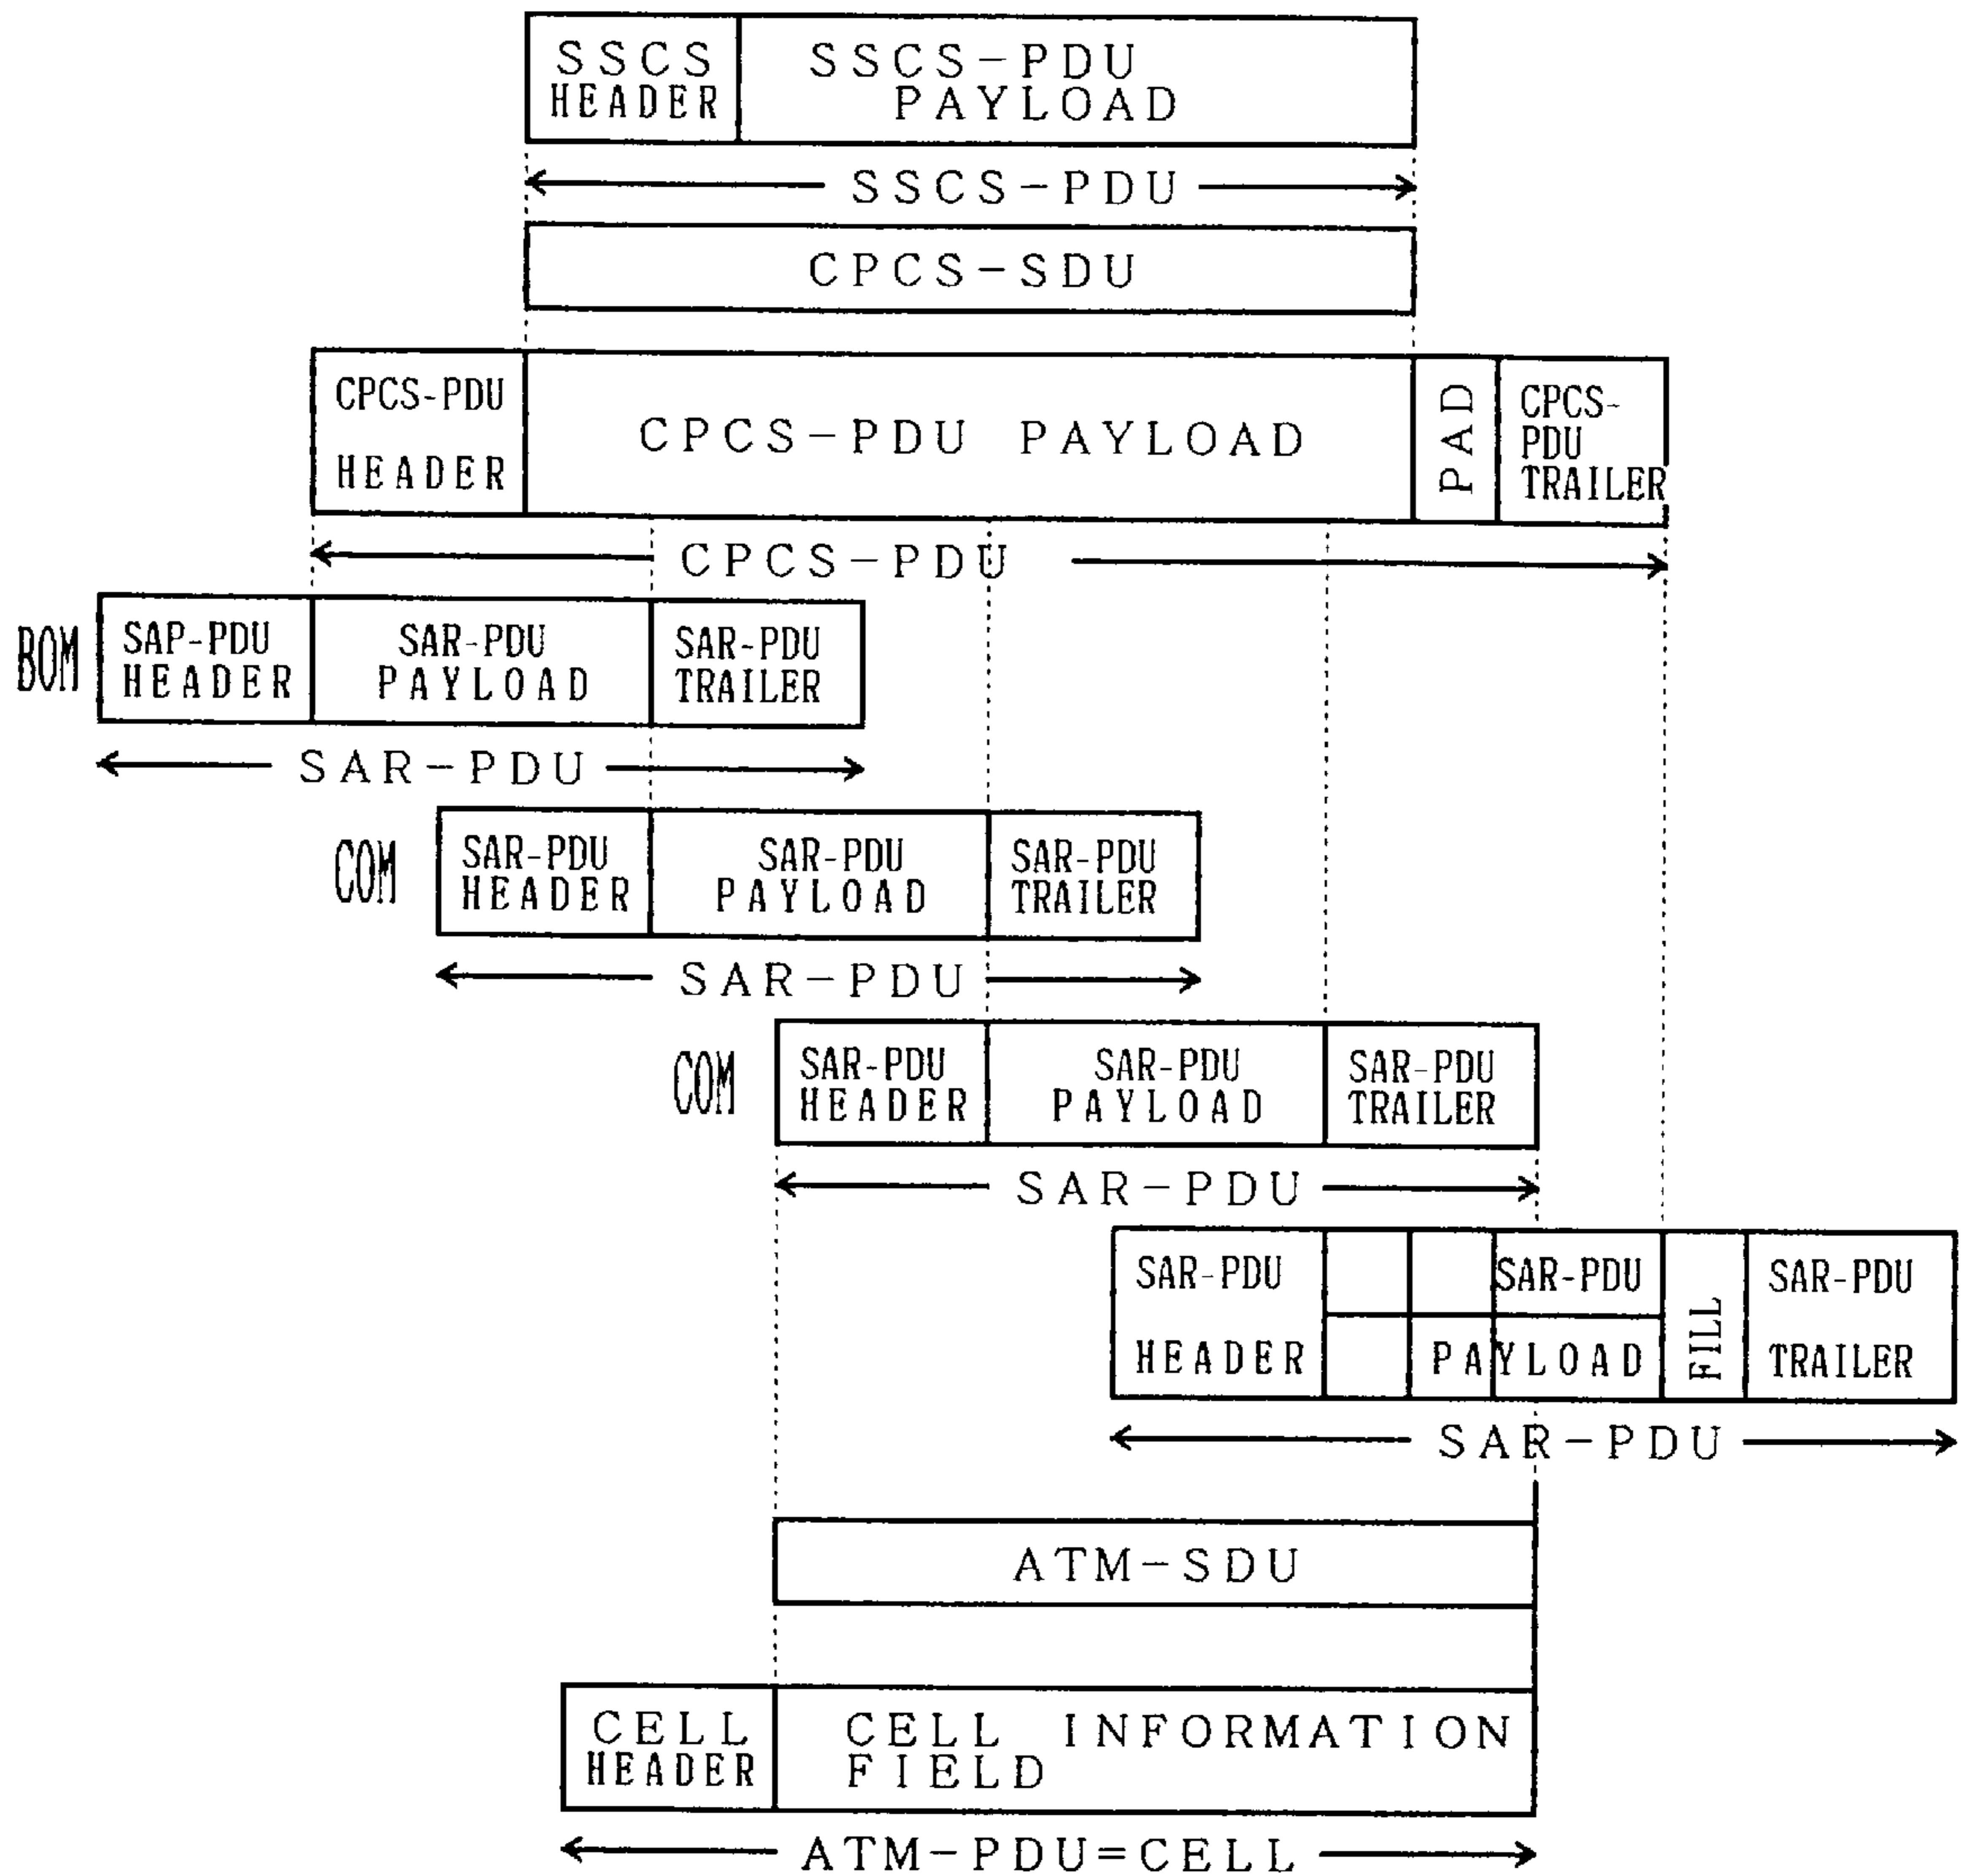 SSCS
HEADER
SSCS-PDU
PAYLOAD
SSCS-PDU
CPCS-SDU
CPCS-PDU
HEADER
CPCS-PDU PAYLOAD
PAD
CPCS-
PDU
TRAILER
CPCS-PDU
BOM
SAP-PDU
HEADER
SAR-PDU
PAYLOAD
SAR-PDU
TRAILER
SAR-PDU
COM
SAR-PDU
HEADER
SAR-PDU
PAYLOAD
SAR-PDU
TRAILER
SAR-PDU
COM
SAR-PDU
HEADER
SAR-PDU
PAYLOAD
SAR-PDU
TRAILER
SAR-PDU
SAR-PDU
HEADER
SAR-PDU
PAYLOAD
FILL
SAR-PDU
TRAILER
SAR-PDU
ATM-SDU
CELL
HEADER
CELL INFORMATION
FIELD
ATM-PDU=CELL